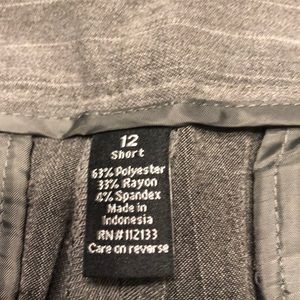 12
Short
63% Polyester
33% Rayon
4% Spandex
Made in
Indonesia
RN#112133
Care on reverse